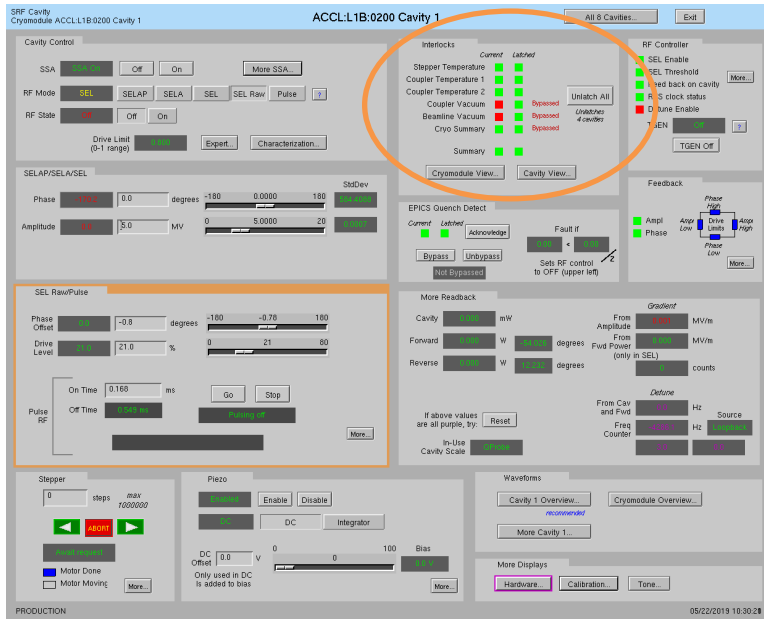 SRF Cavity
Cryomodule ACCL:L1B:0200
ACCL:L1B:0200 Cavity 1
All 8 Cavities...
Exit
Cavity Control
SSA
SSA On
Off
On
More SSA...
RF Mode
SEL
SELAP
SELA
SEL
SEL Raw
Pulse
?
RF State
Off
On
Drive Limit
(0-1 range)
0.800
Expert...
Characterization...
Interlocks
Current
Latched
Stepper Temperature
Coupler Temperature 1
Coupler Temperature 2
Coupler Vacuum
Bypassed
Beamline Vacuum
Bypassed
Cryo Summary
Bypassed
Summary
Unlatch All
Unlatches
4 cavities
Cryomodule View...
Cavity View...
RF Controller
SEL Enable
SEL Threshold
Feed back on cavity
clock status
Detune Enable
More...
TGEN
Off
?
TGEN Off
SELAP/SELA/SEL
StdDev
Phase
0.0
degrees
-180
0.0000
180
Amplitude
5.0
MV
0
5.0000
20
0.0007
EPICS Quench Detect
Current
Latched
Acknowledge
Bypass
Unbypass
Not Bypassed
Fault if
0.00
<
0.00
Sets RF control
to OFF (upper left)
Feedback
Ampl
Phase
Phase
High
Ampl
Low
Drive
Limits
Ampl
High
Phase
Low
More...
SEL Raw/Pulse
Phase
Offset
0.0
-0.8
degrees
-180
-0.78
180
Drive
Level
21.0
21.0
%
0
21
80
Pulse
RF
On Time
0.168
ms
Go
Stop
Off Time
0.549 ms
Pulsing off
More...
More Readback
Cavity
0.000
mW
Forward
0.000
W
-54.028
degrees
Reverse
0.000
W
12.232
degrees
Gradient
From
Amplitude
MV/m
From
Fwd Power
0.000
MV/m
(only in SEL)
0
counts
If above values
are all purple, try:
Reset
In-Use
Cavity Scale
Detune
From Cav
and Fwd
Hz
Freq
Counter
Hz
Source
Loopback
Stepper
0
steps
max
1000000
ABORT
Await request
Motor Done
Motor Moving
More...
Piezo
Enabled
Enable
Disable
DC
DC
Integrator
DC
Offset
0.0
V
0
0
100
Bias
0.0 V
Only used in DC
Is added to bias
More...
Waveforms
Cavity 1 Overview...
Cryomodule Overview...
recommended
More Cavity 1...
More Displays
Hardware...
Calibration...
Tone...
PRODUCTION